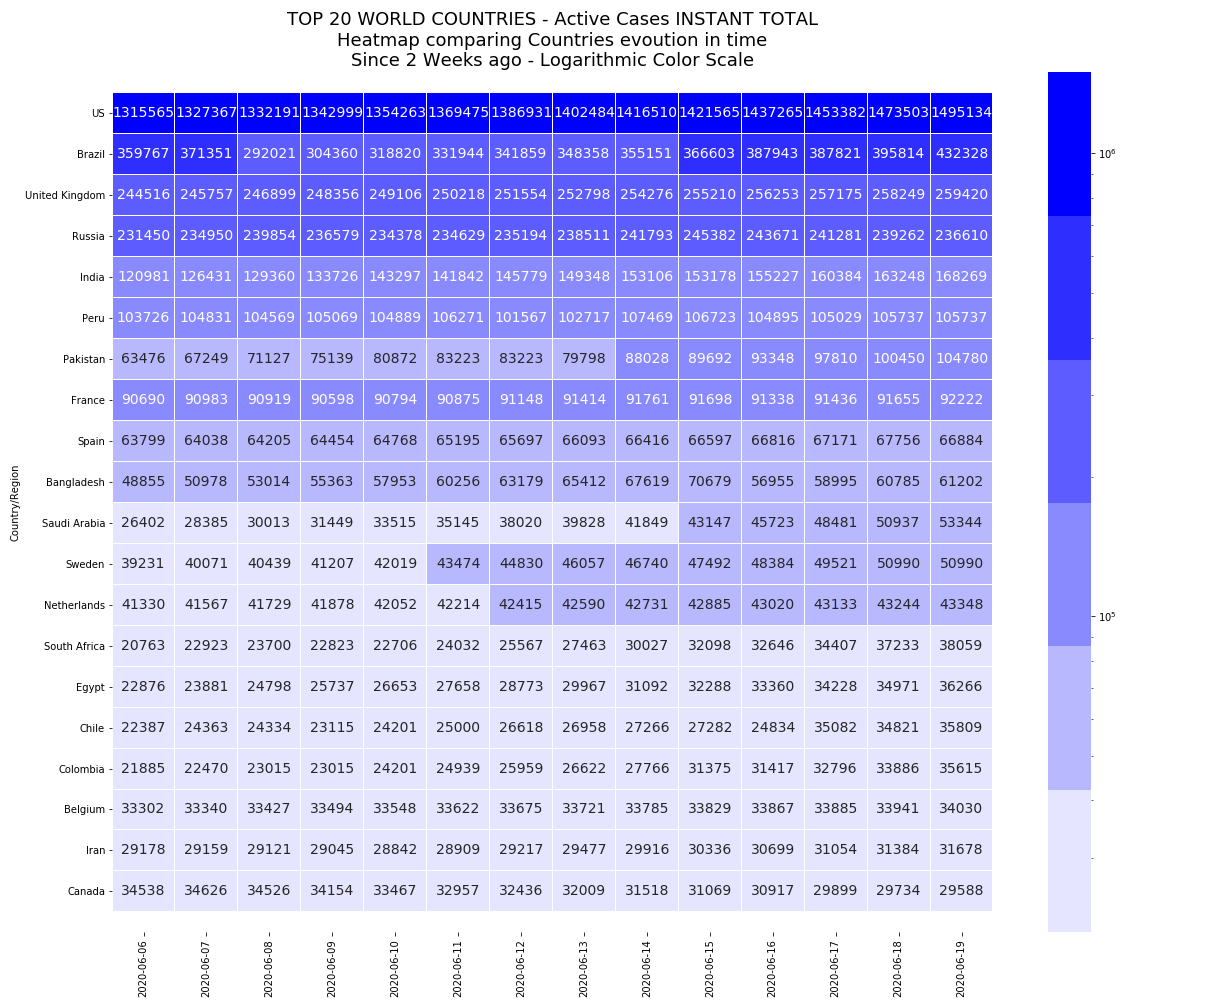 TOP 20 WORLD COUNTRIES - Active Cases INSTANT TOTAL
Heatmap comparing Countries evoution in time
Since 2 Weeks ago - Logarithmic Color Scale
Country/Region
US 1315565 1327367 1332191 1342999 1354263 1369475 1386931 1402484 1416510 1421565 1437265 1453382 1473503 1495134
Brazil 359767 371351 292021 304360 318820 331944 341859 348358 355151 366603 387943 387821 395814 432328
United Kingdom 244516 245757 246899 248356 249106 250218 251554 252798 254276 255210 256253 257175 258249 259420
Russia 231450 234950 239854 236579 234378 234629 235194 238511 241793 245382 243671 241281 239262 236610
India 120981 126431 129360 133726 143297 141842 145779 149348 153106 153178 155227 160384 163248 168269
Peru 103726 104831 104569 105069 104889 106271 101567 102717 107469 106723 104895 105029 105737 105737
Pakistan 63476 67249 71127 75139 80872 83223 83223 79798 88028 89692 93348 97810 100450 104780
France 90690 90983 90919 90598 90794 90875 91148 91414 91761 91698 91338 91436 91655 92222
Spain 63799 64038 64205 64454 64768 65195 65697 66093 66416 66597 66816 67171 67756 66884
Bangladesh 48855 50978 53014 55363 57953 60256 63179 65412 67619 70679 56955 58995 60785 61202
Saudi Arabia 26402 28385 30013 31449 33515 35145 38020 39828 41849 43147 45723 48481 50937 53344
Sweden 39231 40071 40439 41207 42019 43474 44830 46057 46740 47492 48384 49521 50990 50990
Netherlands 41330 41567 41729 41878 42052 42214 42415 42590 42731 42885 43020 43133 43244 43348
South Africa 20763 22923 23700 22823 22706 24032 25567 27463 30027 32098 32646 34407 37233 38059
Egypt 22876 23881 24798 25737 26653 27658 28773 29967 31092 32288 33360 34228 34971 36266
Chile 22387 24363 24334 23115 24201 25000 26618 26958 27266 27282 24834 35082 34821 35809
Colombia 21885 22470 23015 23015 24201 24939 25959 26622 27766 31375 31417 32796 33886 35615
Belgium 33302 33340 33427 33494 33548 33622 33675 33721 33785 33829 33867 33885 33941 34030
Iran 29178 29159 29121 29045 28842 28909 29217 29477 29916 30336 30699 31054 31384 31678
Canada 34538 34626 34526 34154 33467 32957 32436 32009 31518 31069 30917 29899 29734 29588
2020-06-06 2020-06-07 2020-06-08 2020-06-09 2020-06-10 2020-06-11 2020-06-12 2020-06-13 2020-06-14 2020-06-15 2020-06-16 2020-06-17 2020-06-18 2020-06-19
10⁶
10⁵